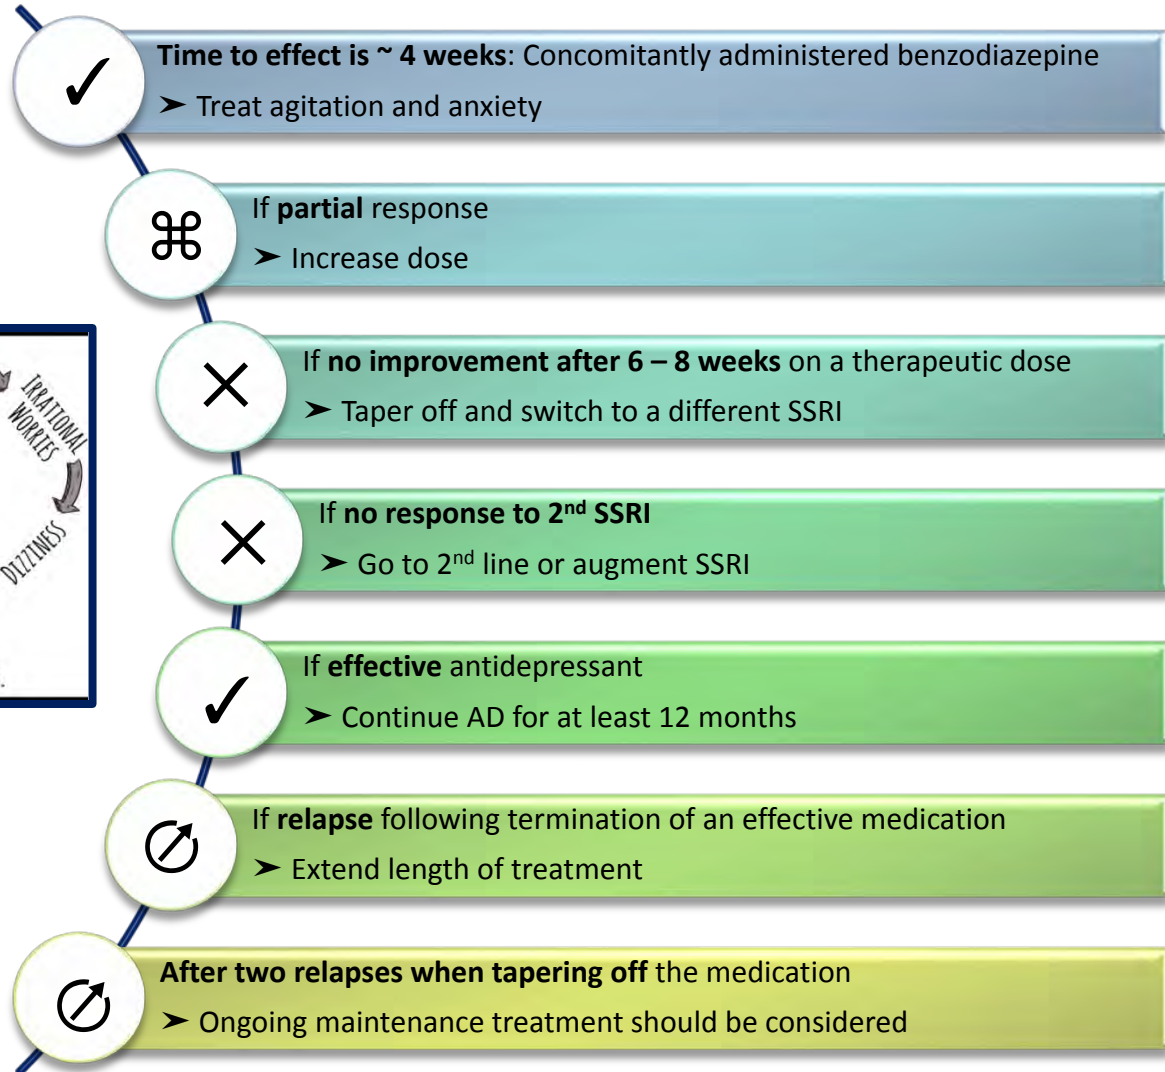 Time to effect is ~ 4 weeks: Concomitantly administered benzodiazepine
➤ Treat agitation and anxiety
If partial response
➤ Increase dose
If no improvement after 6 – 8 weeks on a therapeutic dose
➤ Taper off and switch to a different SSRI
If no response to 2nd SSRI
➤ Go to 2nd line or augment SSRI
If effective antidepressant
➤ Continue AD for at least 12 months
If relapse following termination of an effective medication
➤ Extend length of treatment
After two relapses when tapering off the medication
➤ Ongoing maintenance treatment should be considered
IRRATIONAL
WORRIES
DIZZINESS